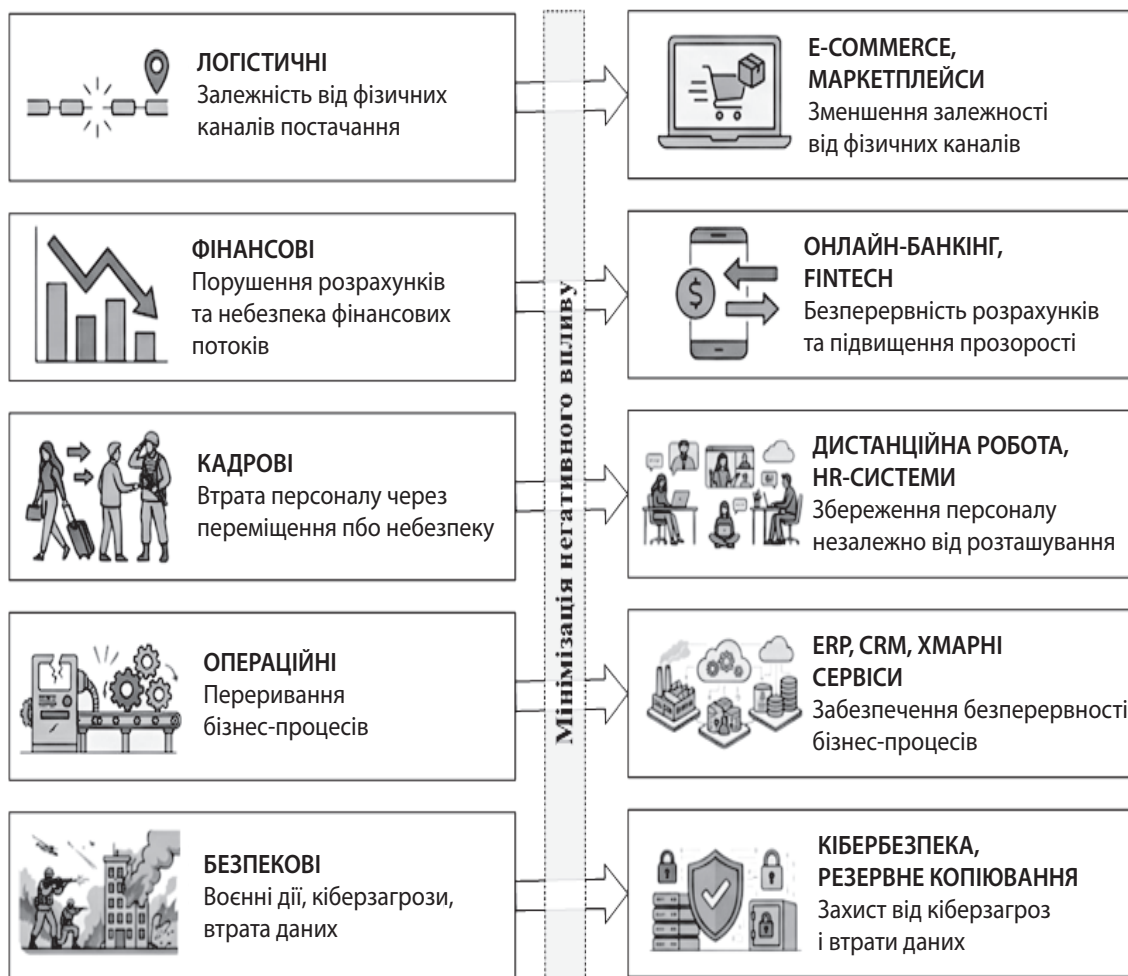 ЛОГІСТИЧНІ
Залежність від фізичних
каналів постачання
E-COMMERCE,
МАРКЕТПЛЕЙСИ
Зменшення залежності
від фізичних каналів
ФІНАНСОВІ
Порушення розрахунків
та небезпека фінансових
потоків
ОНЛАЙН-БАНКІНГ,
FINTECH
Безперервність розрахунків
та підвищення прозорості
Мінімізація негативного впливу
КАДРОВІ
Втрата персоналу через
переміщення пбо небезпеку
ДИСТАНЦІЙНА РОБОТА,
HR-СИСТЕМИ
Збереження персоналу
незалежно від розташування
ОПЕРАЦІЙНІ
Переривання
бізнес-процесів
ERP, CRM, ХМАРНІ
СЕРВІСИ
Забезпечення безперервності
бізнес-процесів
БЕЗПЕКОВІ
Воєнні дії, кіберзагрози,
втрата даних
КІБЕРБЕЗПЕКА,
РЕЗЕРВНЕ КОПІЮВАННЯ
Захист від кіберзагроз
і втрати даних